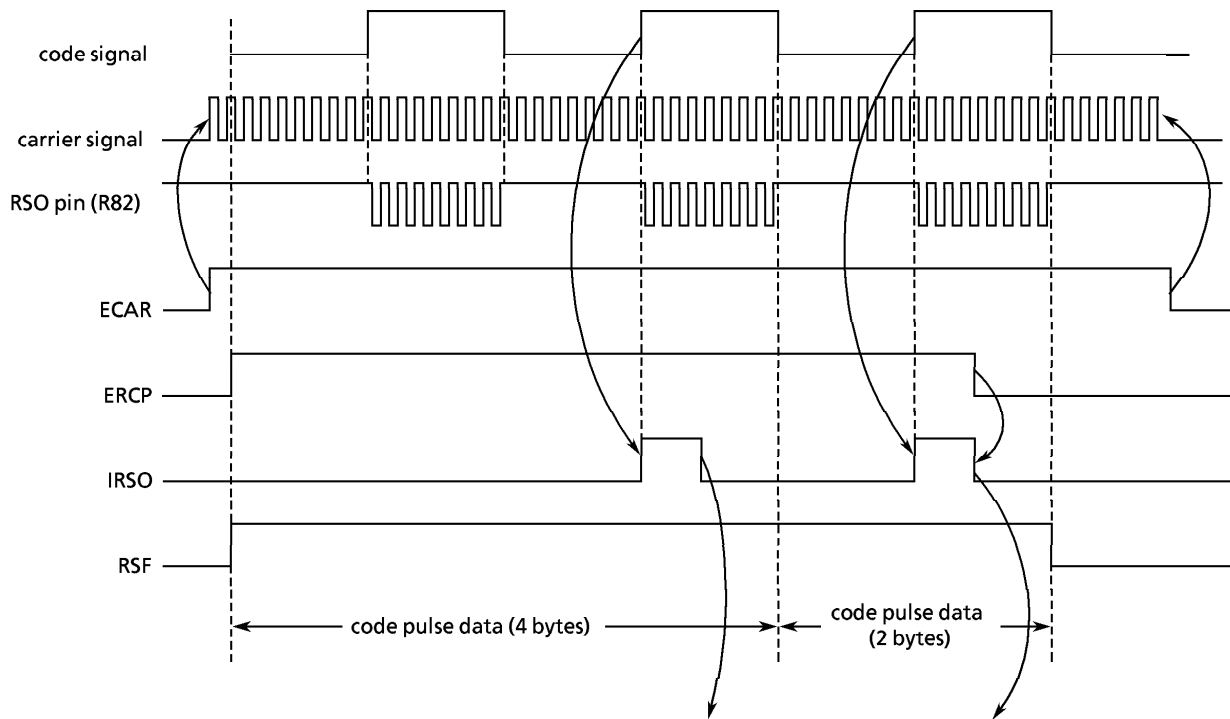 code signal
carrier signal
RSO pin (R82)
ECAR
ERCP
IRSO
RSF
code pulse data (4 bytes)
code pulse data
(2 bytes)